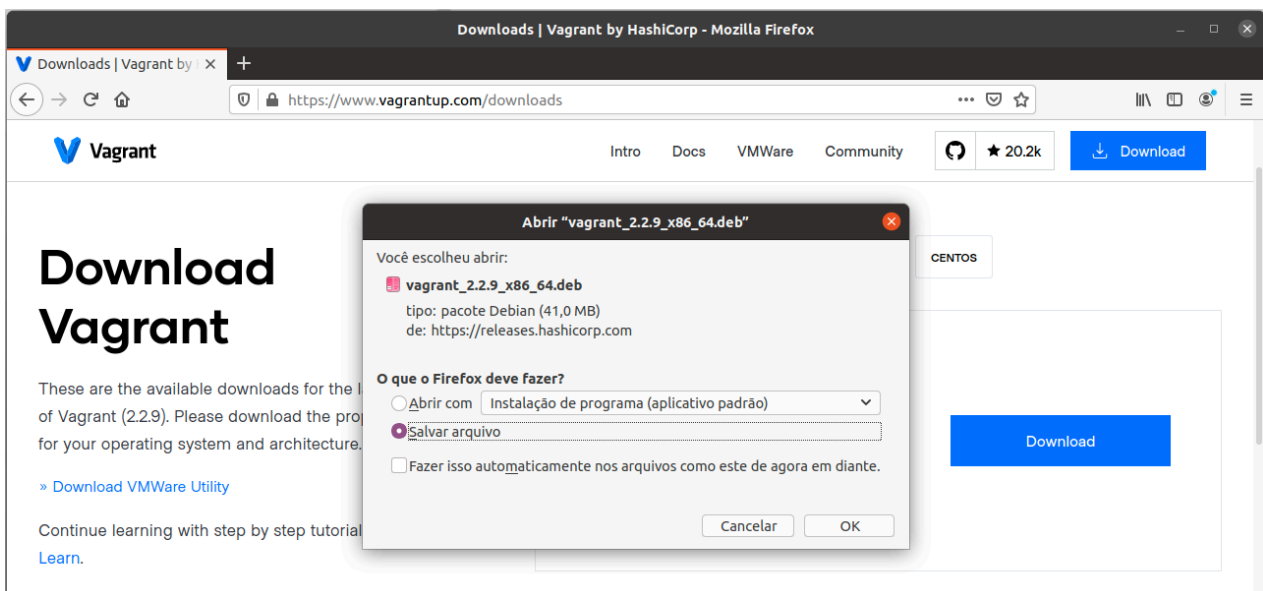 Downloads | Vagrant by HashiCorp - Mozilla Firefox
Downloads | Vagrant by
https://www.vagrantup.com/downloads
Vagrant
Intro Docs VMWare Community 20.2k Download
Abrir “vagrant_2.2.9_x86_64.deb”
Você escolheu abrir:
vagrant_2.2.9_x86_64.deb
tipo: pacote Debian (41,0 MB)
de: https://releases.hashicorp.com
O que o Firefox deve fazer?
Abrir com Instalação de programa (aplicativo padrão)
Salvar arquivo
Fazer isso automaticamente nos arquivos como este de agora em diante.
Cancelar OK
CENTOS
Download
Vagrant
These are the available downloads for the
of Vagrant (2.2.9). Please download the
for your operating system and architecture.
» Download VMWare Utility
Continue learning with step by step tutorial
Learn.
Download